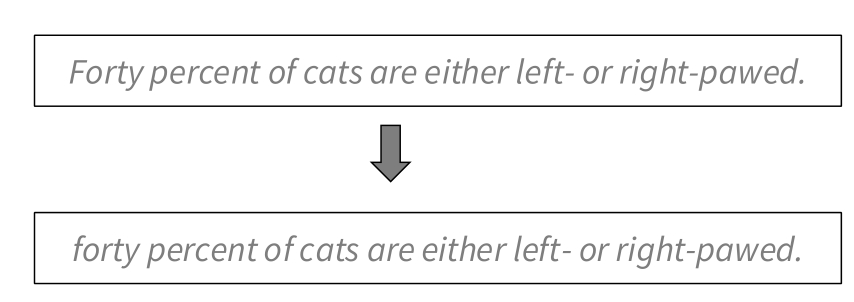 Forty percent of cats are either left- or right-pawed.
forty percent of cats are either left- or right-pawed.